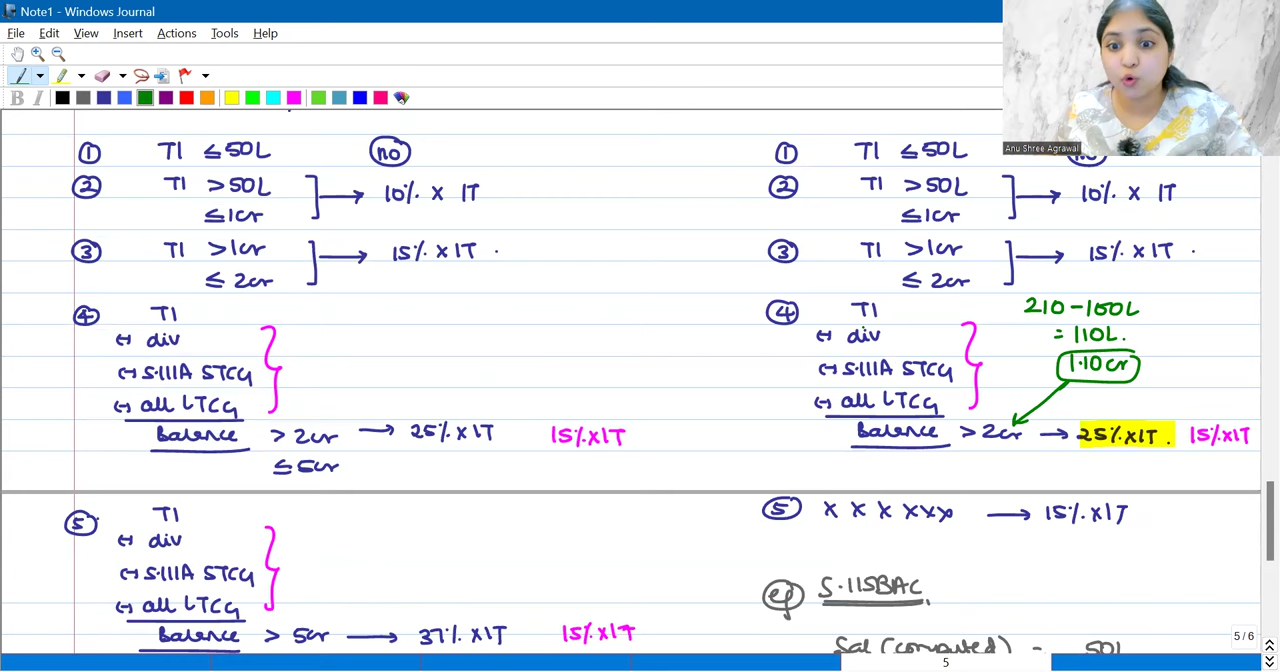 Note1 - Windows Journal
File Edit View Insert Actions Tools Help
B I
Anu Shree Agrawal
① TI ≤50L no
② TI >50L
≤1cr → 10% x IT
③ TI >1cr
≤ 2cr → 15% x IT
④ TI
(-) div
(-) S.111A STCG
(-) all LTCG
Balance > 2cr → 25% x IT 15% x IT
≤ 5cr
⑤ TI
(-) div
(-) S.111A STCG
(-) all LTCG
Balance > 5cr → 37% x IT 15% x IT
① TI ≤50L
② TI >50L
≤1cr → 10% x IT
③ TI >1cr
≤ 2cr → 15% x IT
④ TI
(-) div
(-) S.111A STCG
(-) all LTCG
Balance > 2cr → 25% x IT. 15% x IT
210 - 100L
= 110L.
1.10cr
⑤ x x x x x x → 15% x IT
eg S.115BAC
Sal (computed) = 50L
5 / 6
5